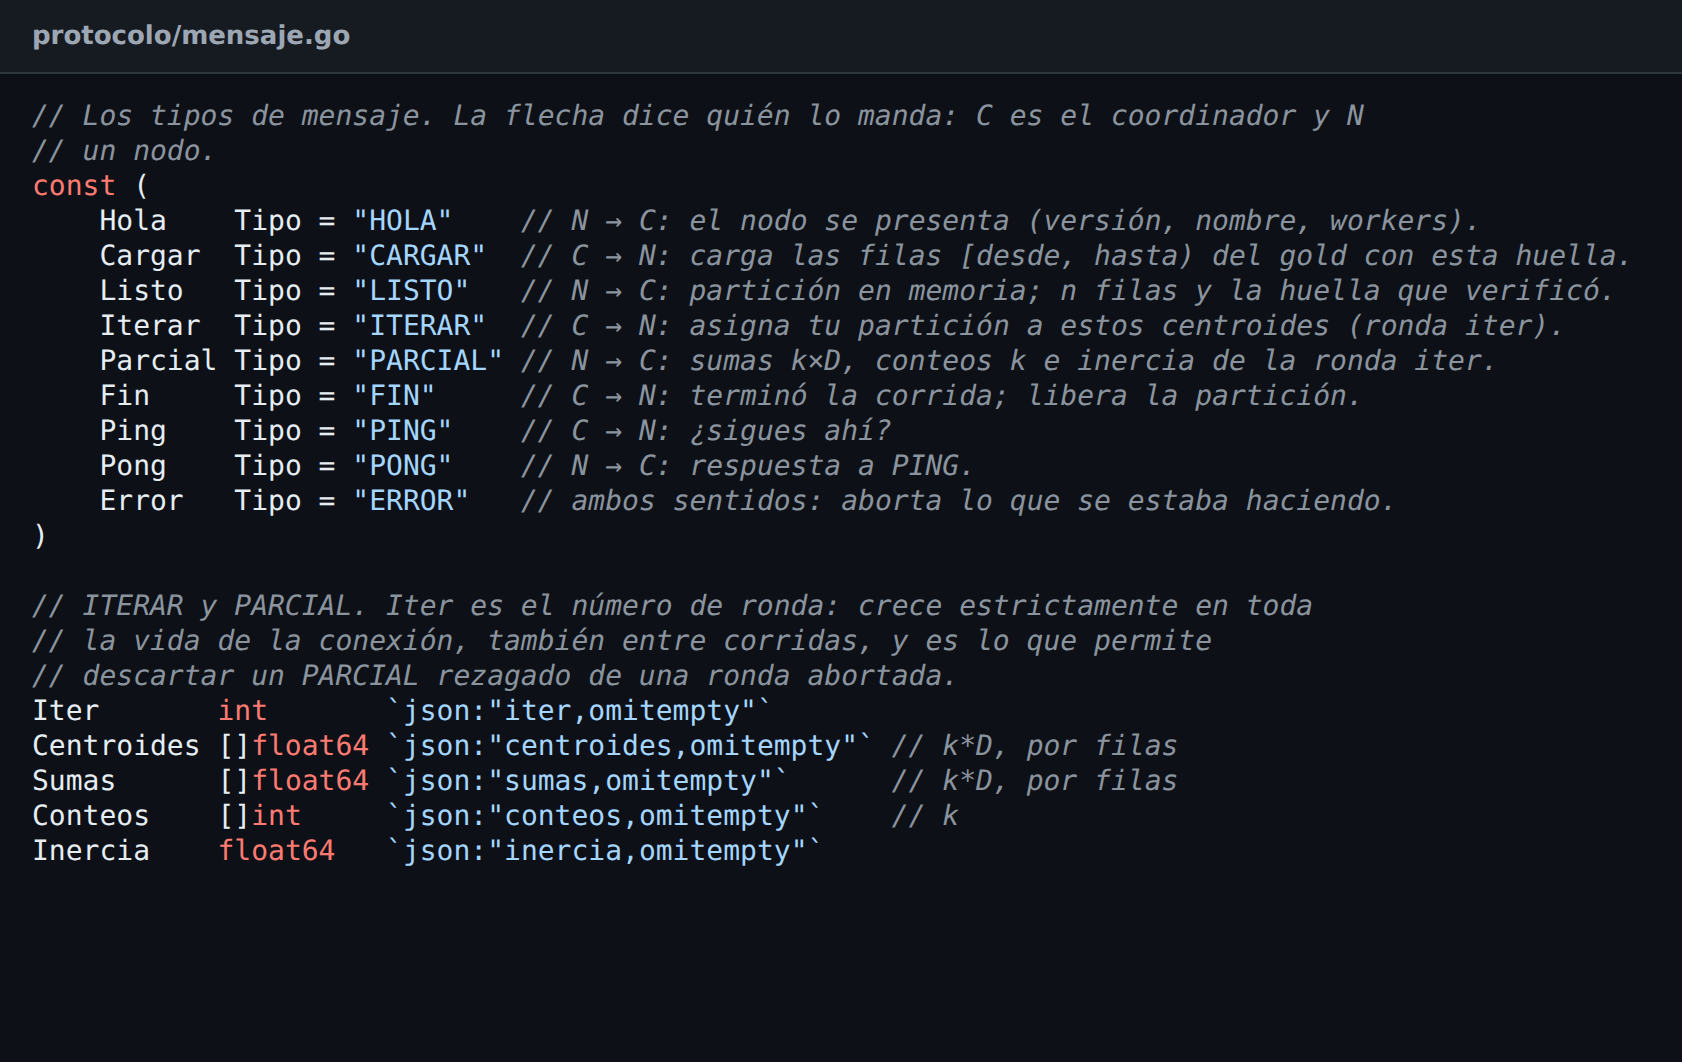 protocolo/mensaje.go
// Los tipos de mensaje. La flecha dice quién lo manda: C es el coordinador y N
// un nodo.
const (
    Hola    Tipo = "HOLA"    // N → C: el nodo se presenta (versión, nombre, workers).
    Cargar  Tipo = "CARGAR"  // C → N: carga las filas [desde, hasta) del gold con esta huella.
    Listo   Tipo = "LISTO"   // N → C: partición en memoria; n filas y la huella que verificó.
    Iterar  Tipo = "ITERAR"  // C → N: asigna tu partición a estos centroides (ronda iter).
    Parcial Tipo = "PARCIAL" // N → C: sumas k×D, conteos k e inercia de la ronda iter.
    Fin     Tipo = "FIN"     // C → N: terminó la corrida; libera la partición.
    Ping    Tipo = "PING"    // C → N: ¿sigues ahí?
    Pong    Tipo = "PONG"    // N → C: respuesta a PING.
    Error   Tipo = "ERROR"   // ambos sentidos: aborta lo que se estaba haciendo.
)

// ITERAR y PARCIAL. Iter es el número de ronda: crece estrictamente en toda
// la vida de la conexión, también entre corridas, y es lo que permite
// descartar un PARCIAL rezagado de una ronda abortada.
Iter       int       `json:"iter,omitempty"`
Centroides []float64 `json:"centroides,omitempty"` // k*D, por filas
Sumas      []float64 `json:"sumas,omitempty"`      // k*D, por filas
Conteos    []int     `json:"conteos,omitempty"`    // k
Inercia    float64   `json:"inercia,omitempty"`